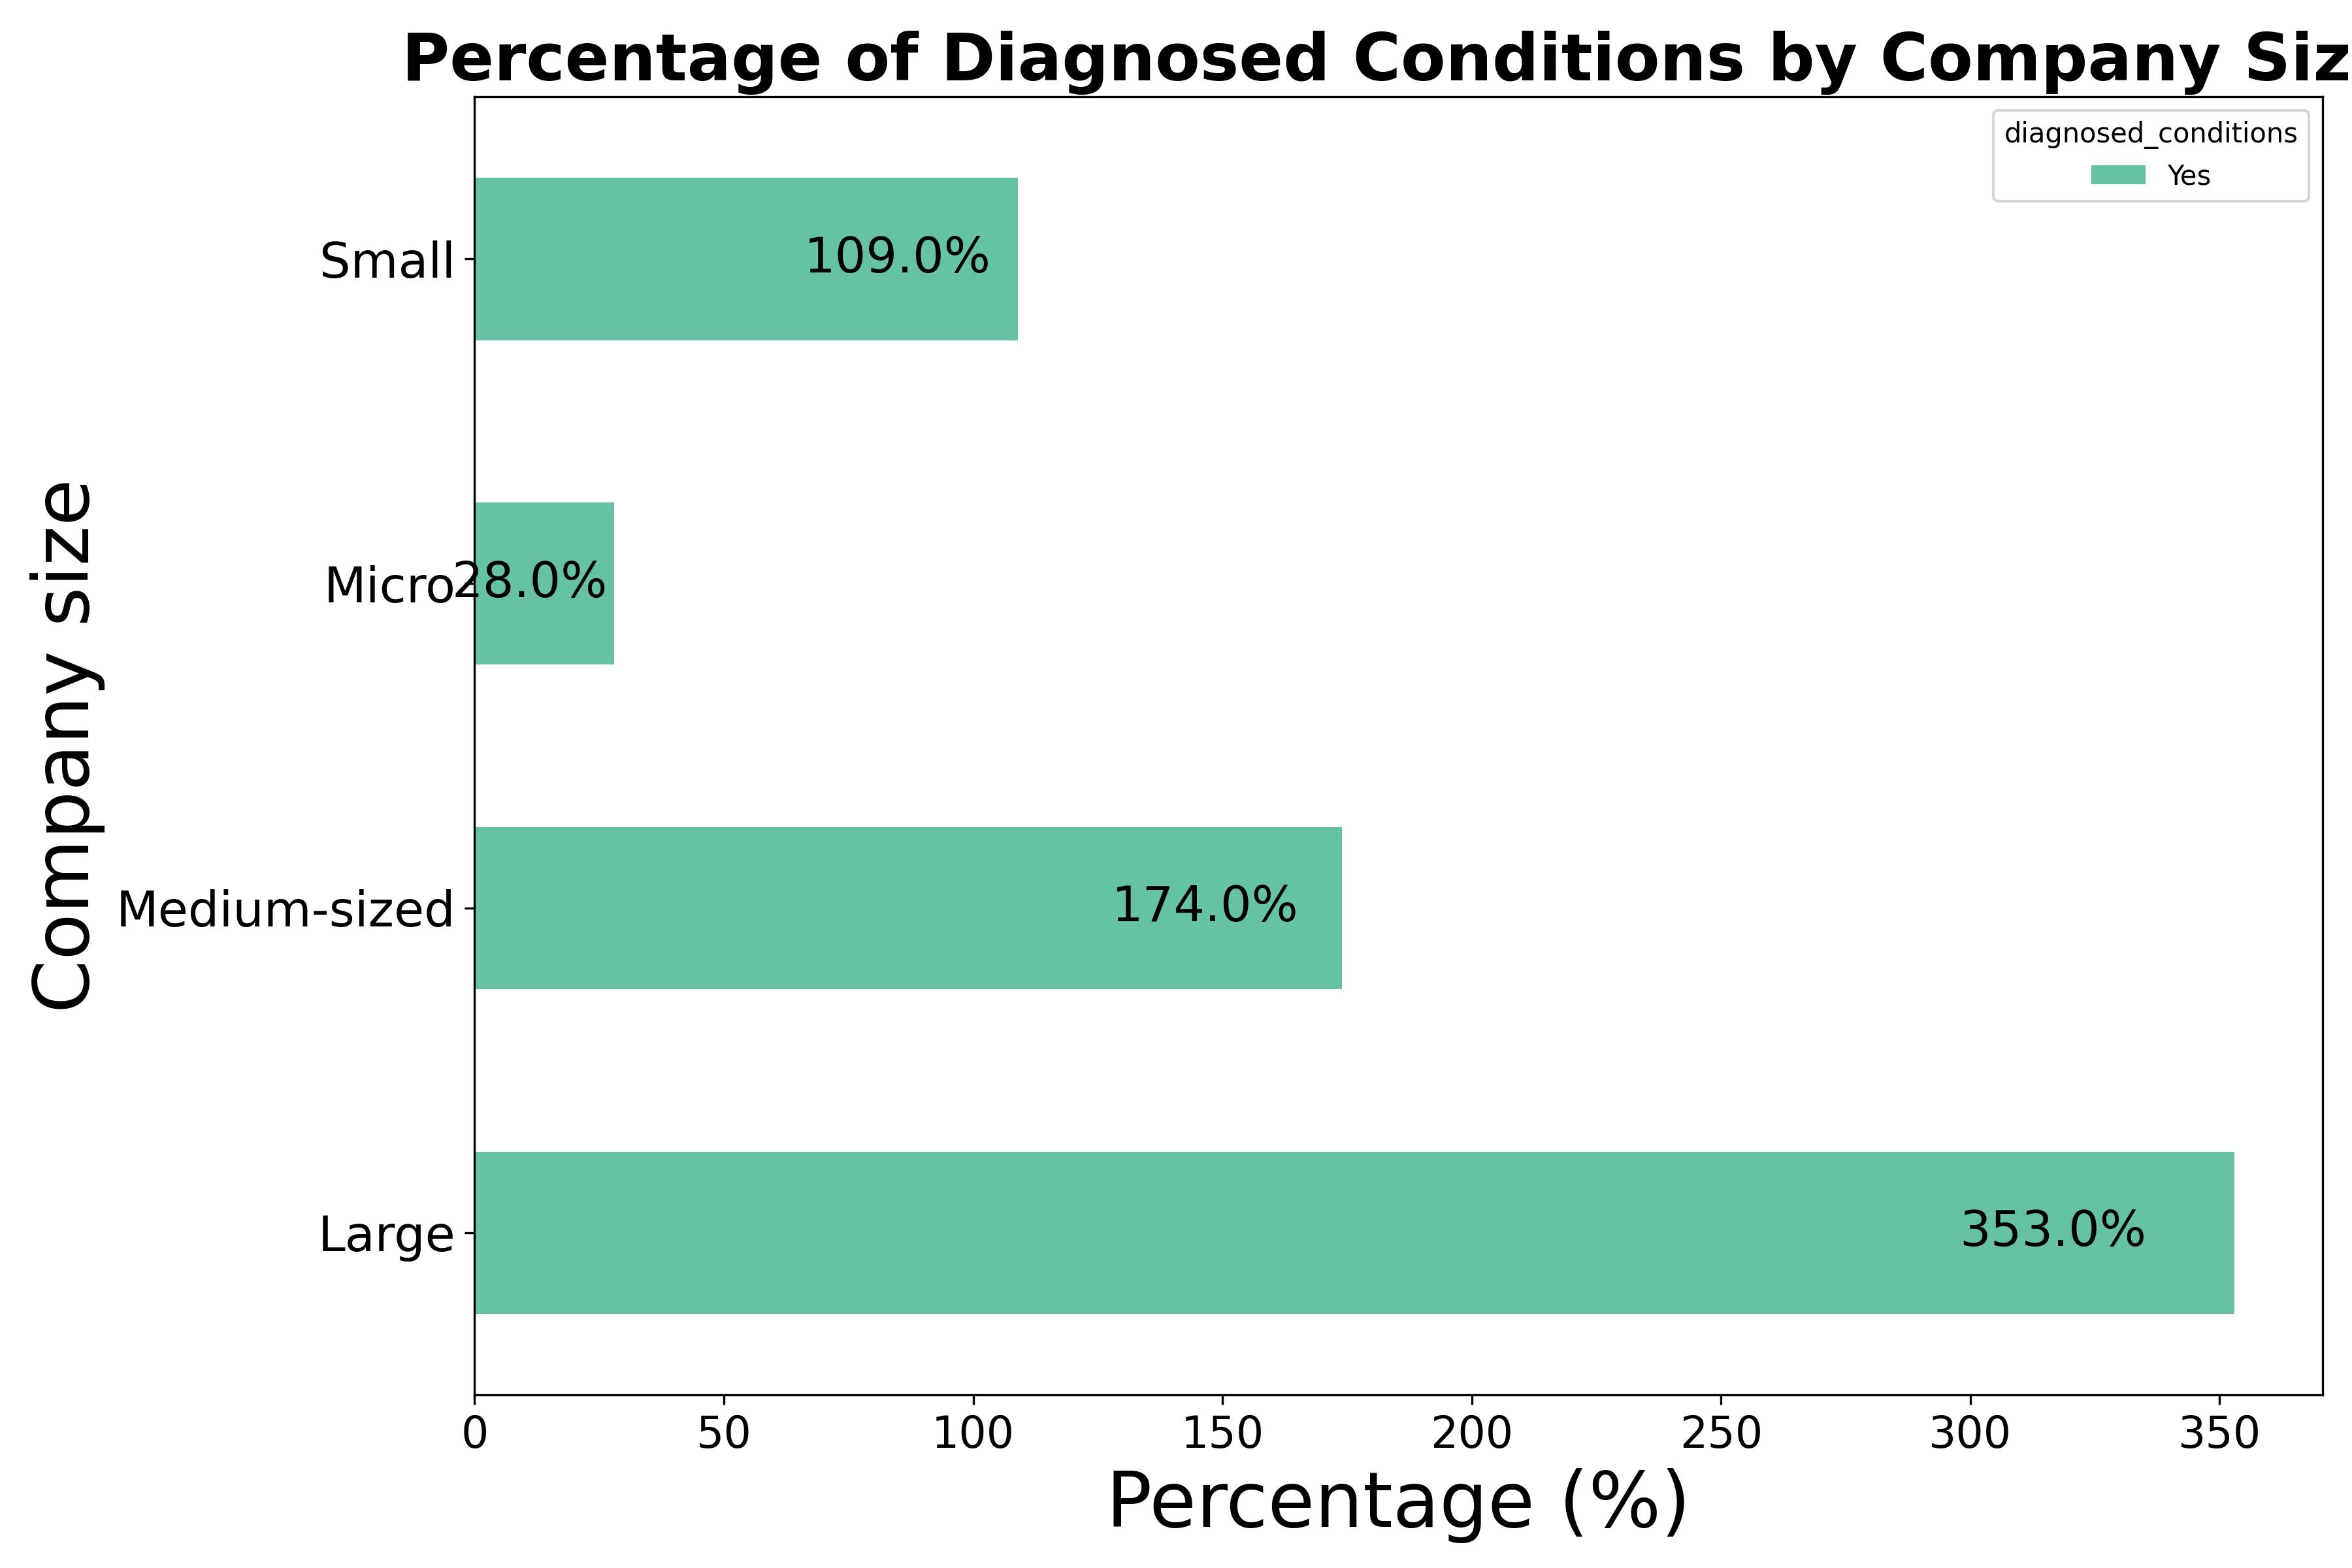 Percentage of Diagnosed Conditions by Company Siz
diagnosed_conditions
Yes
Small
109.0%
Micro
28.0%
Medium-sized
174.0%
Large
353.0%
Company size
0 50 100 150 200 250 300 350
Percentage (%)